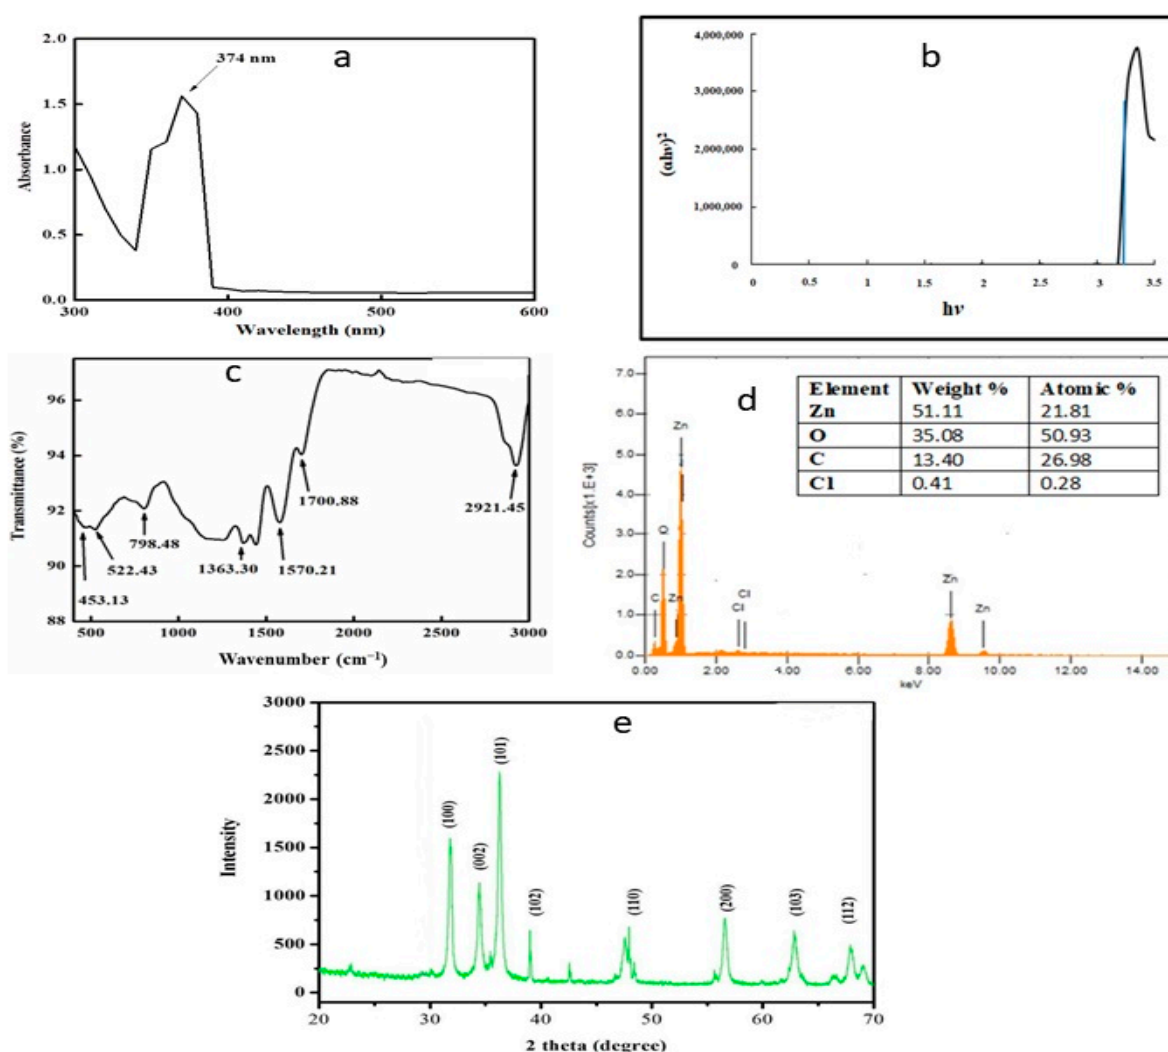 a
374 nm
2.0
1.5
1.0
0.5
0.0
Absorbance
300 400 500 600
Wavelength (nm)
b
4,000,000
3,000,000
2,000,000
1,000,000
0
(αhν)²
0 0.5 1 1.5 2 2.5 3 3.5
hν
c
96
94
92
91
90
88
Transmittance (%)
453.13
522.43
798.48
1363.30
1570.21
1700.88
2921.45
500 1000 1500 2000 2500 3000
Wavenumber (cm⁻¹)
d
7.0
6.0
5.0
4.0
3.0
2.0
1.0
0.0
Counts[x1.E+3]
Element Weight % Atomic %
Zn 51.11 21.81
O 35.08 50.93
C 13.40 26.98
Cl 0.41 0.28
Zn
O
C
Zn
Cl
Cl
Zn
Zn
0.00 2.00 4.00 6.00 8.00 10.00 12.00 14.00
keV
e
3000
2500
2000
1500
1000
500
0
Intensity
(100)
(002)
(101)
(102)
(110)
(200)
(103)
(112)
20 30 40 50 60 70
2 theta (degree)